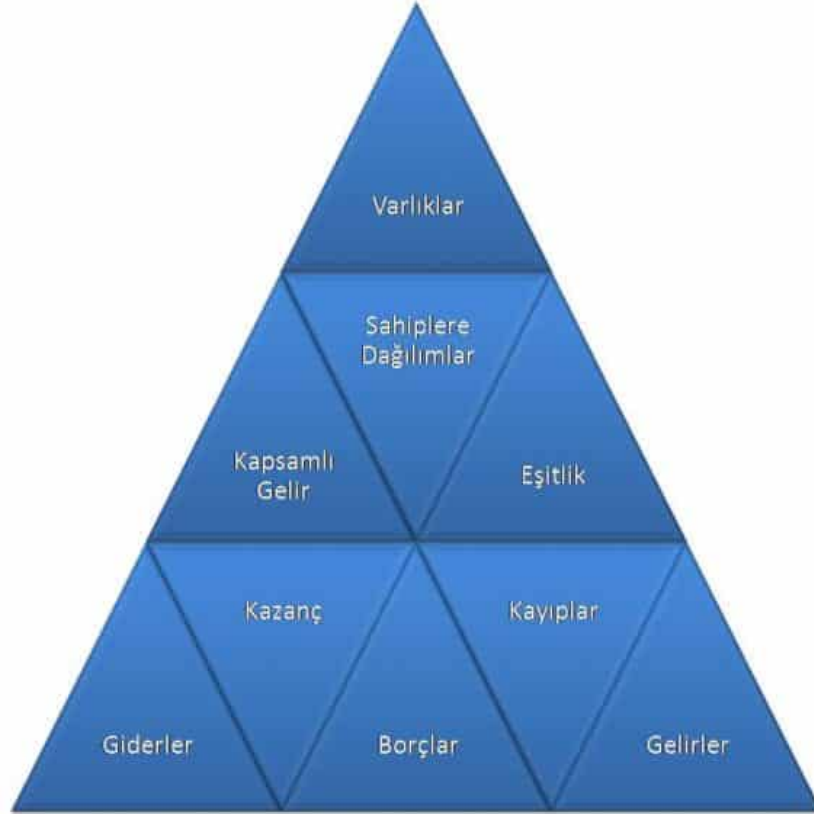 Varlıklar
Sahiplere
Dağılımlar
Kapsamlı
Gelir
Eşitlik
Kazanç
Kayıplar
Giderler
Borçlar
Gelirler